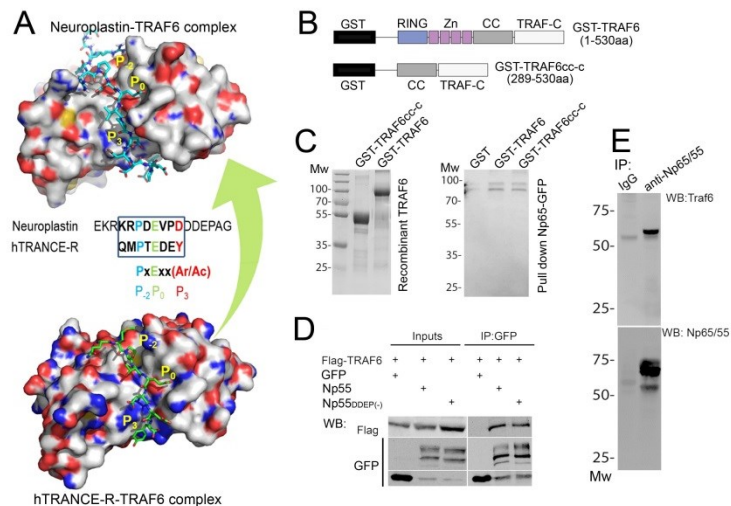 A
Neuroplastin-TRAF6 complex
P-2
P0
P3
Neuroplastin EKRKRPDEVPDDDEPAG
hTRANCE-R QMPTEDEY
PxExx(Ar/Ac)
P-2 P0 P3
P-2
P0
P3
hTRANCE-R-TRAF6 complex
B
GST RING Zn CC TRAF-C
GST-TRAF6
(1-530aa)
GST CC TRAF-C
GST-TRAF6cc-c
(289-530aa)
C
Mw
GST-TRAF6cc-c
GST-TRAF6
100
70
55
35
25
Recombinant TRAF6
Mw
GST
GST-TRAF6
GST-TRAF6cc-c
100-
70-
55-
35-
25-
Pull down Np65-GFP
D
Inputs IP:GFP
Flag-TRAF6 + + + + + +
GFP + +
Np55 + +
Np55DDEP(-) + +
WB: Flag
GFP
E
IP:
IgG
anti-Np65/55
WB:Traf6
75-
50-
25-
WB: Np65/55
75-
50-
25-
Mw